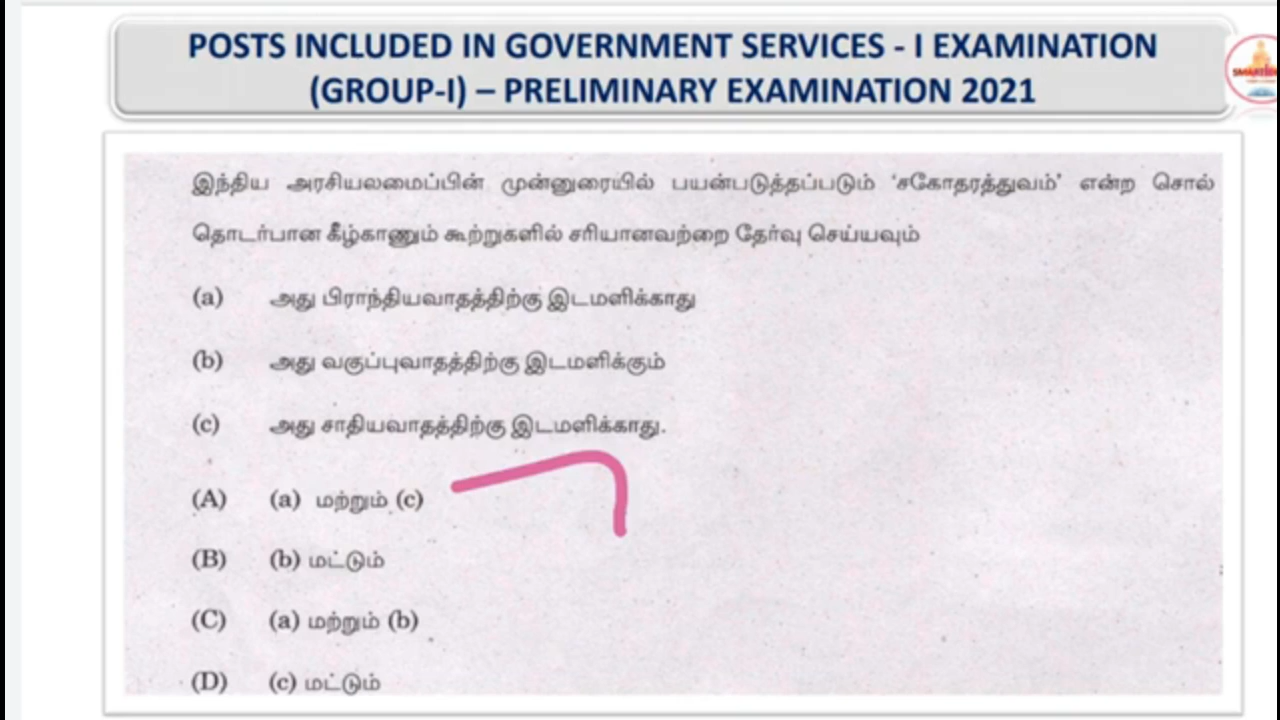 POSTS INCLUDED IN GOVERNMENT SERVICES - I EXAMINATION
(GROUP-I) – PRELIMINARY EXAMINATION 2021
இந்திய அரசியலமைப்பின் முன்னுரையில் பயன்படுத்தப்படும் ‘சகோதரத்துவம்’ என்ற சொல்
தொடர்பான கீழ்காணும் கூற்றுகளில் சரியானவற்றை தேர்வு செய்யவும்
(a) அது பிராந்தியவாதத்திற்கு இடமளிக்காது
(b) அது வகுப்புவாதத்திற்கு இடமளிக்கும்
(c) அது சாதியவாதத்திற்கு இடமளிக்காது.
(A) (a) மற்றும் (c)
(B) (b) மட்டும்
(C) (a) மற்றும் (b)
(D) (c) மட்டும்